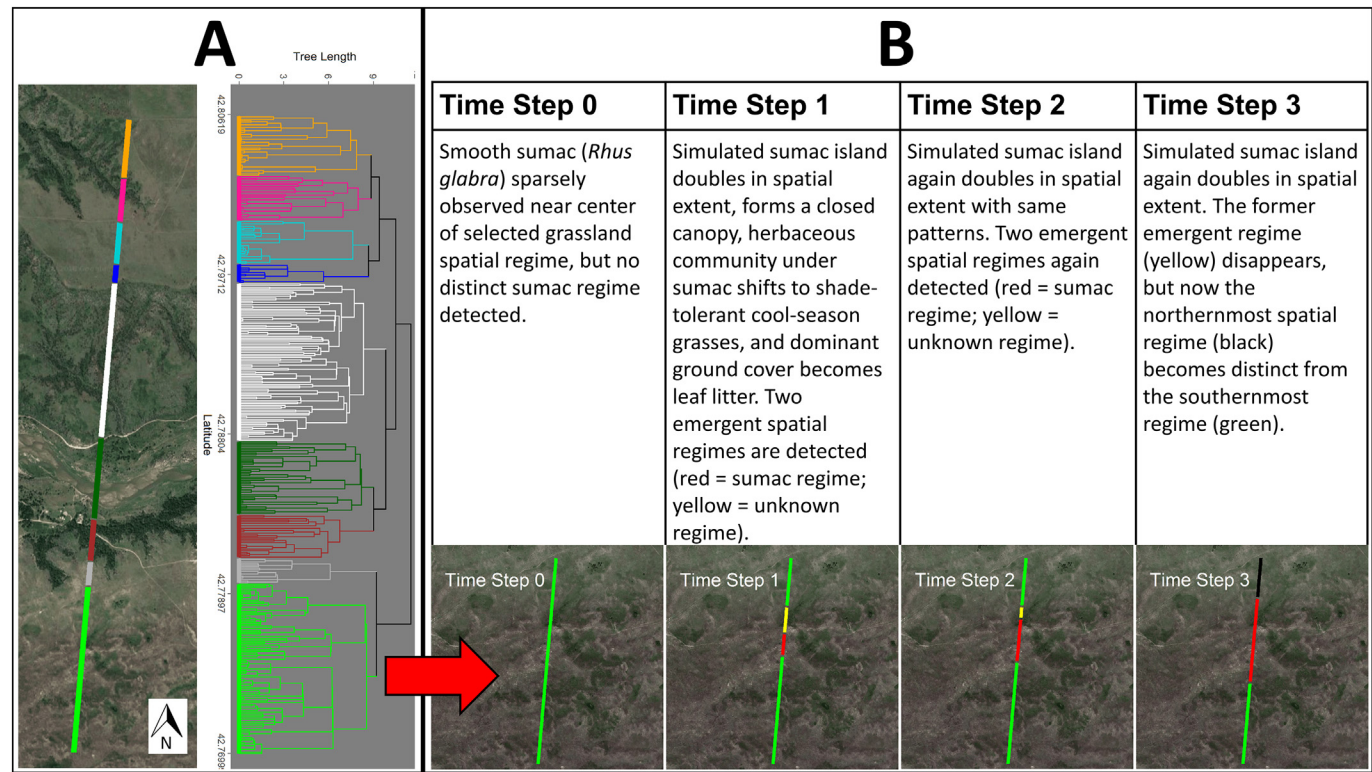 A
Tree Length
0
3
6
9
42.80619
42.79712
42.78804
42.77897
Latitude
N
B
Time Step 0
Smooth sumac (Rhus
glabra) sparsely
observed near center
of selected grassland
spatial regime, but no
distinct sumac regime
detected.
Time Step 1
Simulated sumac island
doubles in spatial
extent, forms a closed
canopy, herbaceous
community under
sumac shifts to shade-
tolerant cool-season
grasses, and dominant
ground cover becomes
leaf litter. Two
emergent spatial
regimes are detected
(red = sumac regime;
yellow = unknown
regime).
Time Step 2
Simulated sumac island
again doubles in spatial
extent with same
patterns. Two emergent
spatial regimes again
detected (red = sumac
regime; yellow =
unknown regime).
Time Step 3
Simulated sumac island
again doubles in spatial
extent. The former
emergent regime
(yellow) disappears,
but now the
northernmost spatial
regime (black)
becomes distinct from
the southernmost
regime (green).
Time Step 0
Time Step 1
Time Step 2
Time Step 3